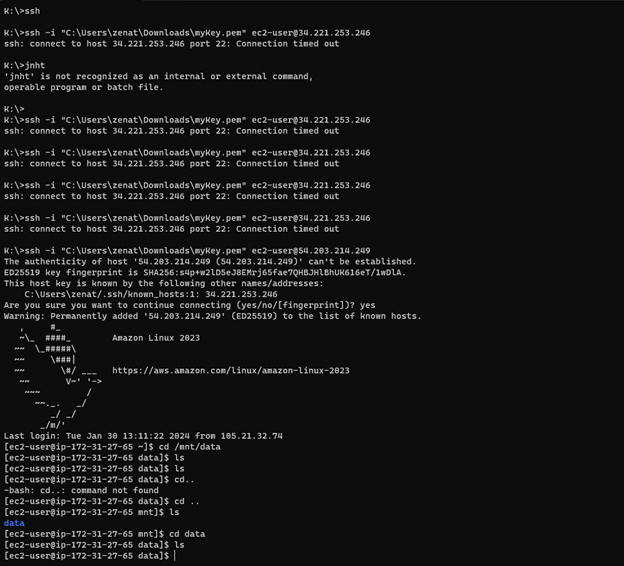 K:\>ssh
K:\>ssh -i "C:\Users\zenat\Downloads\myKey.pem" ec2-user@34.221.253.246
ssh: connect to host 34.221.253.246 port 22: Connection timed out
K:\>jnht
'jnht' is not recognized as an internal or external command,
operable program or batch file.
K:\>
K:\>ssh -i "C:\Users\zenat\Downloads\myKey.pem" ec2-user@34.221.253.246
ssh: connect to host 34.221.253.246 port 22: Connection timed out
K:\>ssh -i "C:\Users\zenat\Downloads\myKey.pem" ec2-user@34.221.253.246
ssh: connect to host 34.221.253.246 port 22: Connection timed out
K:\>ssh -i "C:\Users\zenat\Downloads\myKey.pem" ec2-user@34.221.253.246
ssh: connect to host 34.221.253.246 port 22: Connection timed out
K:\>ssh -i "C:\Users\zenat\Downloads\myKey.pem" ec2-user@34.221.253.246
ssh: connect to host 34.221.253.246 port 22: Connection timed out
K:\>ssh -i "C:\Users\zenat\Downloads\myKey.pem" ec2-user@54.203.214.249
The authenticity of host '54.203.214.249 (54.203.214.249)' can't be established.
ED25519 key fingerprint is SHA256:s4p+w2lD5eJ8EMrj65fae7QHBJHlBhUK616eT/1wDlA.
This host key is known by the following other names/addresses:
    C:\Users\zenat/.ssh/known_hosts:1: 34.221.253.246
Are you sure you want to continue connecting (yes/no/[fingerprint])? yes
Warning: Permanently added '54.203.214.249' (ED25519) to the list of known hosts.
   ,     #_
   ~\_  ####_        Amazon Linux 2023
  ~~  \_#####\
  ~~     \###|
  ~~       \#/ ___   https://aws.amazon.com/linux/amazon-linux-2023
   ~~       V~' '->
    ~~~         /
      ~~._.   _/
         _/ _/
       _/m/'
Last login: Tue Jan 30 13:11:22 2024 from 105.21.32.74
[ec2-user@ip-172-31-27-65 ~]$ cd /mnt/data
[ec2-user@ip-172-31-27-65 data]$ ls
[ec2-user@ip-172-31-27-65 data]$ ls
[ec2-user@ip-172-31-27-65 data]$ cd..
-bash: cd..: command not found
[ec2-user@ip-172-31-27-65 data]$ cd ..
[ec2-user@ip-172-31-27-65 mnt]$ ls
data
[ec2-user@ip-172-31-27-65 mnt]$ cd data
[ec2-user@ip-172-31-27-65 data]$ ls
[ec2-user@ip-172-31-27-65 data]$